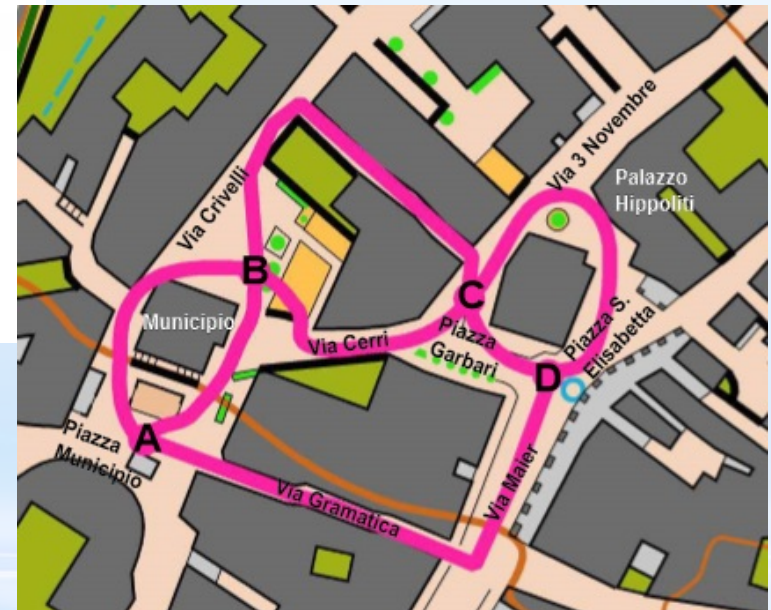 Via 3 Novembre
Palazzo
Hippoliti
Via Crivelli
B
C
Municipio
Piazza
Garbari
Via Cerri
Piazza S.
Elisabetta
D
A
Piazza
Municipio
Via Gramatica
Via Maier